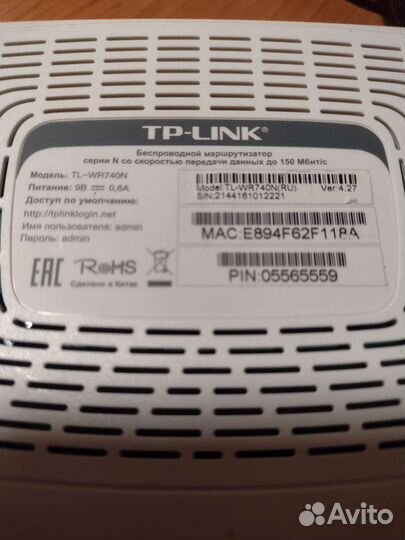 TP-LINK®
Беспроводной маршрутизатор
серии N со скоростью передачи данных до 150 Мбит/с
Модель: TL-WR740N
Питание: 9В 0,6А
Доступ по умолчанию:
http://tplinklogin.net
Имя пользователя: admin
Пароль: admin
EAC RoHS
Сделано в Китае
Model:TL-WR740N(RU) Ver:4.27
S/N:2144161012221
MAC:E894F62F118A
PIN:05565559
Avito